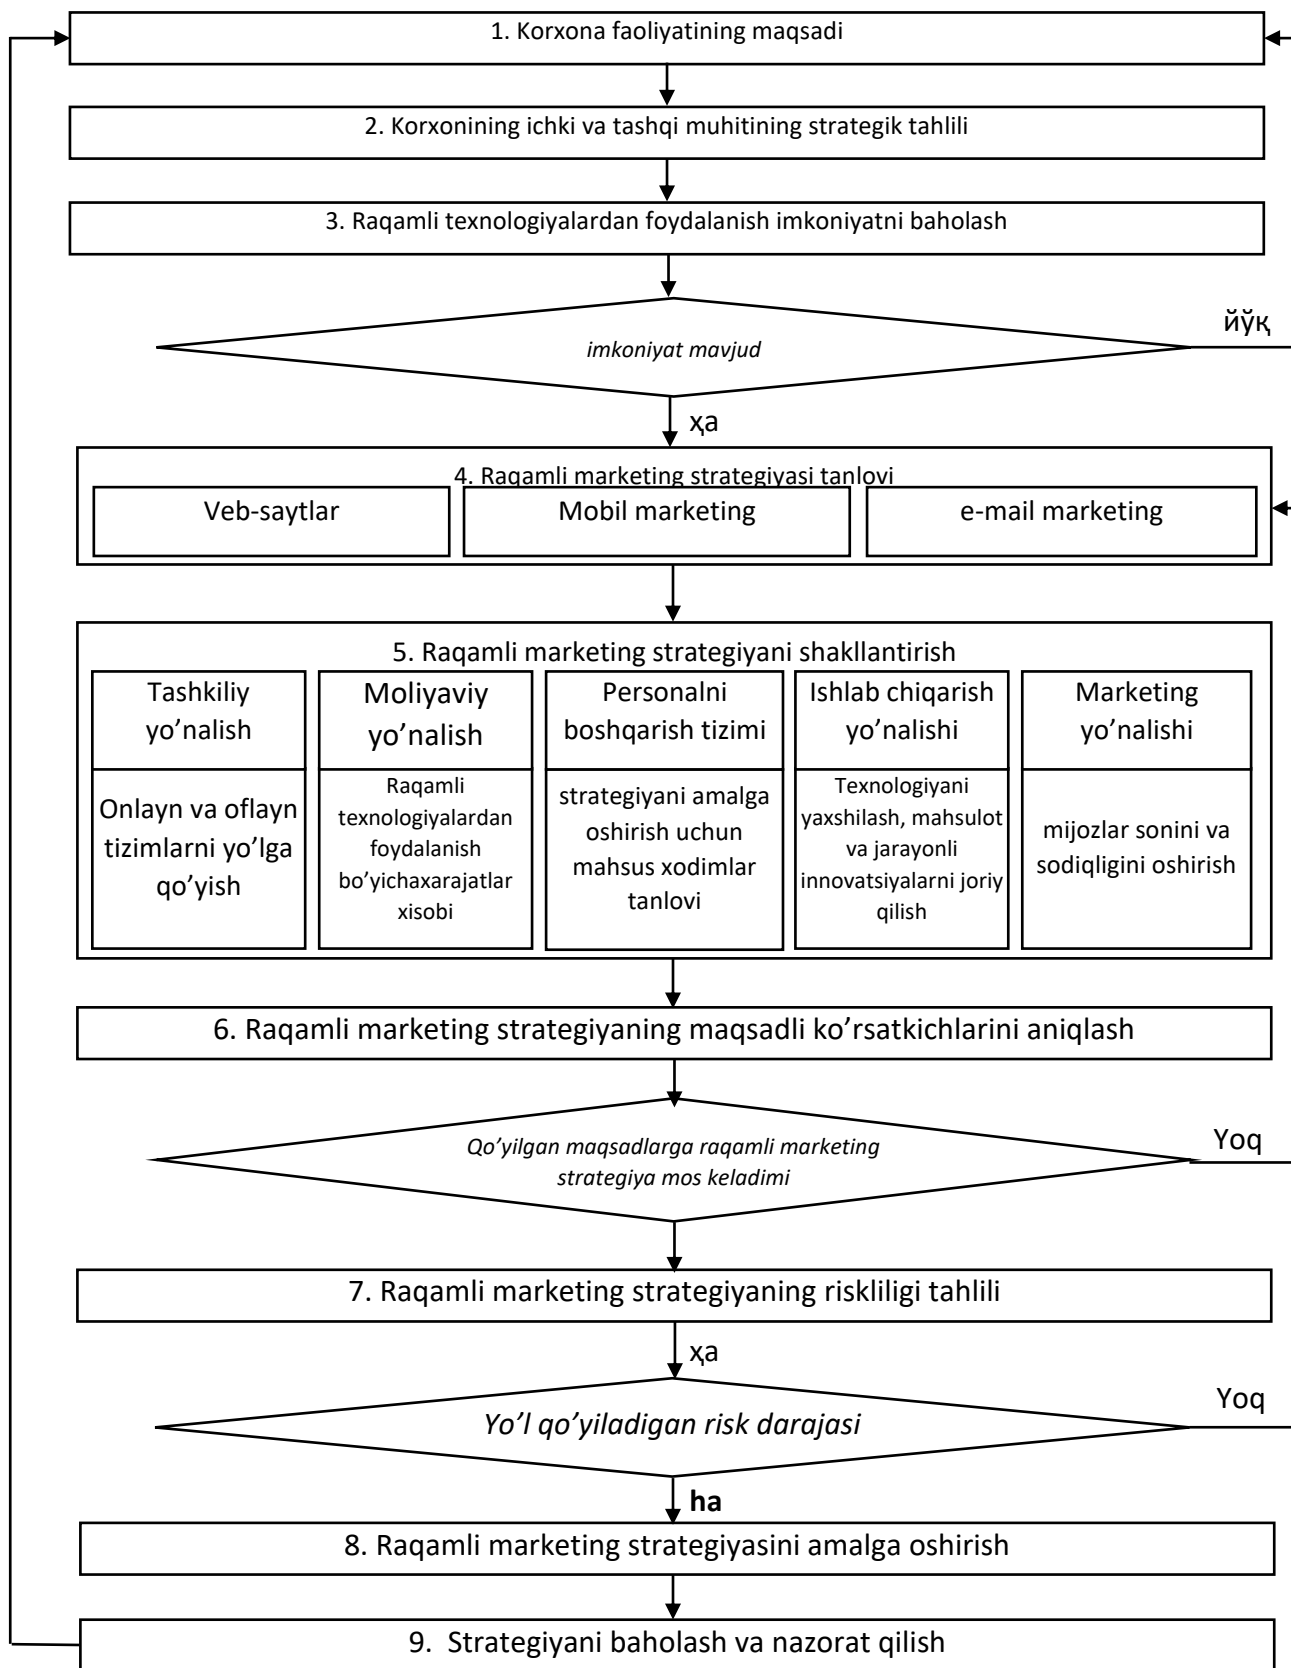 1. Korxona faoliyatining maqsadi
2. Korxonining ichki va tashqi muhitining strategik tahlili
3. Raqamli texnologiyalardan foydalanish imkoniyatni baholash
imkoniyat mavjud
йўқ
ҳа
4. Raqamli marketing strategiyasi tanlovi
Veb-saytlar
Mobil marketing
e-mail marketing
5. Raqamli marketing strategiyani shakllantirish
Tashkiliy
yo’nalish
Moliyaviy
yo’nalish
Personalni
boshqarish tizimi
Ishlab chiqarish
yo’nalishi
Marketing
yo’nalishi
Onlayn va oflayn
tizimlarni yo’lga
qo’yish
Raqamli
texnologiyalardan
foydalanish
bo’yichaxarajatlar
xisobi
strategiyani amalga
oshirish uchun
mahsus xodimlar
tanlovi
Texnologiyani
yaxshilash, mahsulot
va jarayonli
innovatsiyalarni joriy
qilish
mijozlar sonini va
sodiqligini oshirish
6. Raqamli marketing strategiyaning maqsadli ko’rsatkichlarini aniqlash
Qo’yilgan maqsadlarga raqamli marketing
strategiya mos keladimi
Yoq
7. Raqamli marketing strategiyaning riskliligi tahlili
ҳа
Yo’l qo’yiladigan risk darajasi
Yoq
ha
8. Raqamli marketing strategiyasini amalga oshirish
9. Strategiyani baholash va nazorat qilish